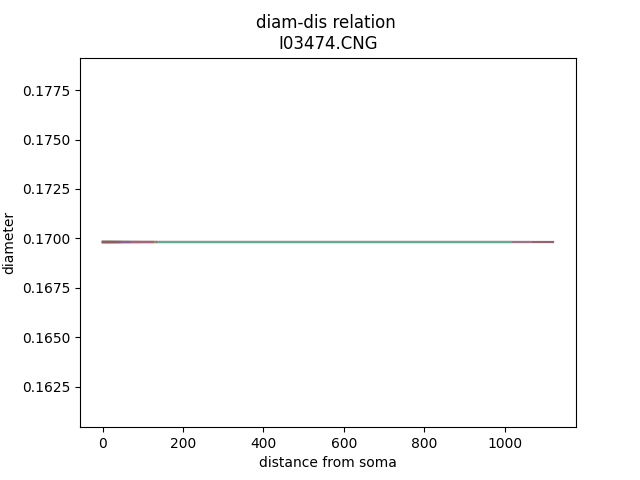 diam-dis relation
I03474.CNG
0.1775
0.1750
0.1725
0.1700
0.1675
0.1650
0.1625
diameter
0 200 400 600 800 1000
distance from soma